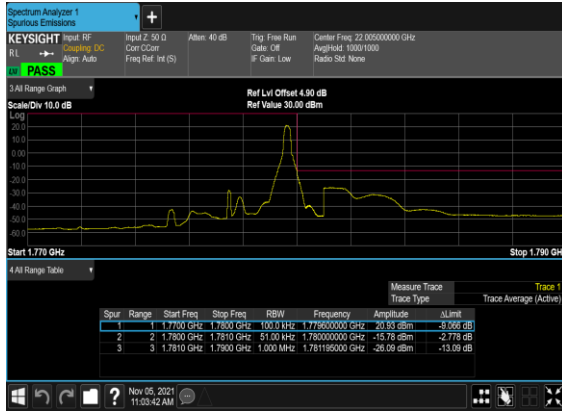 Spectrum Analyzer 1
Spurious Emissions
KEYSIGHT Input: RF Input Z: 50 Ω Atten: 40 dB Trig: Free Run Center Freq: 22.005000000 GHz
RL Coupling: DC Corr CCorr Gate: Off Avg|Hold: 1000/1000
Align: Auto Freq Ref: Int (S) IF Gain: Low Radio Std: None
PASS
3 All Range Graph
Ref Lvl Offset 4.90 dB
Scale/Div 10.0 dB Ref Value 30.00 dBm
Log
20.0
10.0
0.00
-10.0
-20.0
-30.0
-40.0
-50.0
-60.0
Start 1.770 GHz Stop 1.790 GH
4 All Range Table
Measure Trace Trace 1
Trace Type Trace Average (Active)
Spur Range Start Freq Stop Freq RBW Frequency Amplitude ΔLimit
1 1 1.7700 GHz 1.7800 GHz 100.0 kHz 1.779600000 GHz 20.93 dBm -9.066 dB
2 2 1.7800 GHz 1.7810 GHz 51.00 kHz 1.780000000 GHz -15.78 dBm -2.778 dB
3 3 1.7810 GHz 1.7900 GHz 1.000 MHz 1.781195000 GHz -26.09 dBm -13.09 dB
Nov 05, 2021
11:03:42 AM